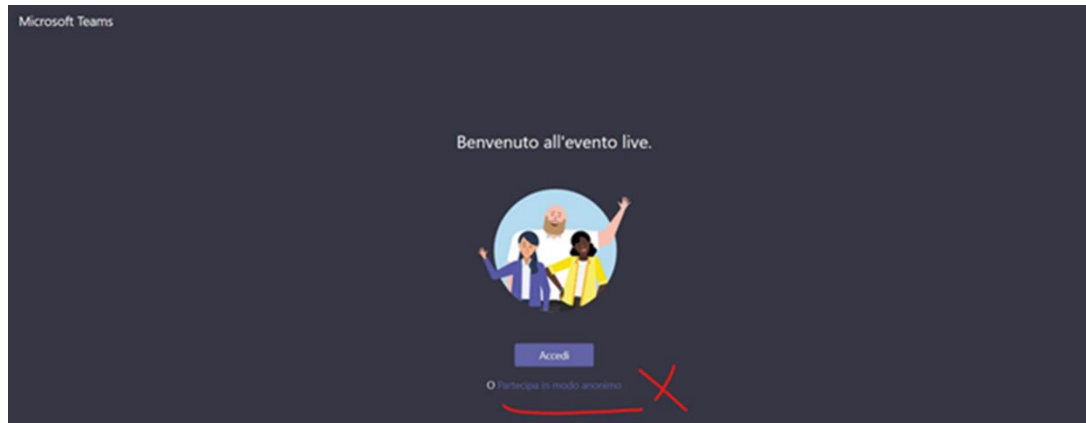 Microsoft Teams
Benvenuto all'evento live.
Accedi
O Partecipa in modo anonimo